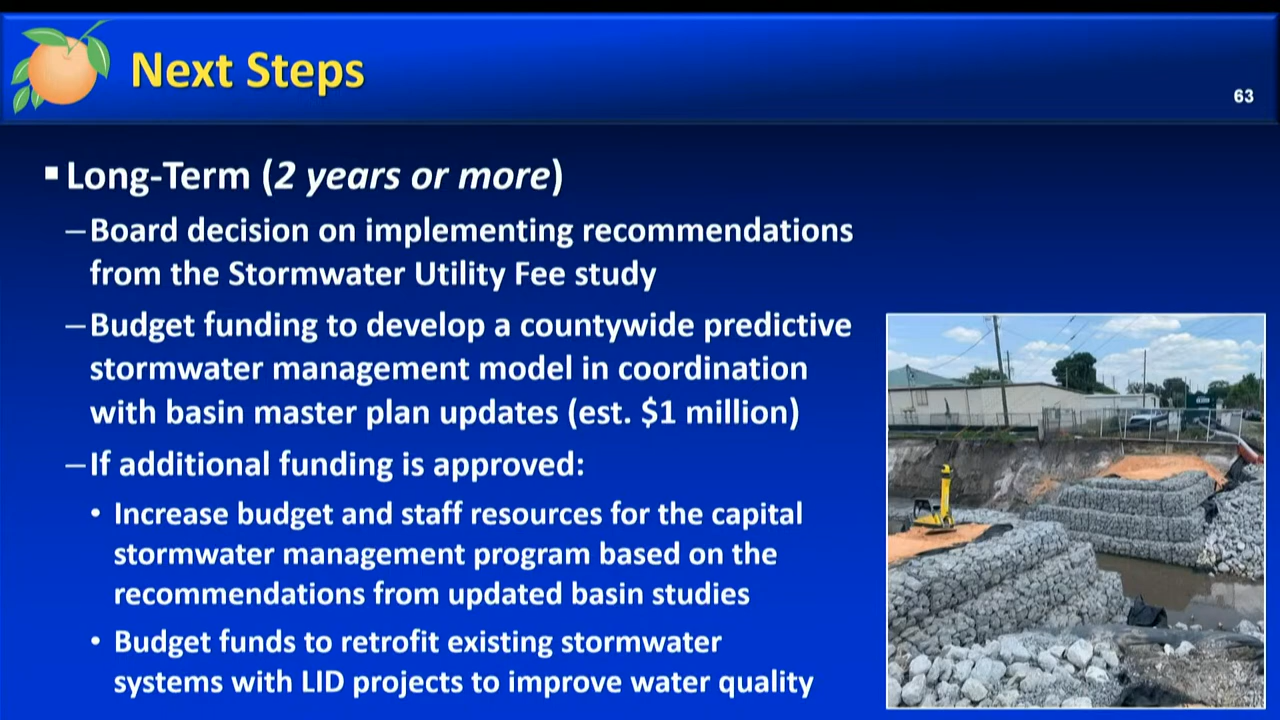 Next Steps
63
▪ Long-Term (2 years or more)
– Board decision on implementing recommendations
from the Stormwater Utility Fee study
– Budget funding to develop a countywide predictive
stormwater management model in coordination
with basin master plan updates (est. $1 million)
– If additional funding is approved:
• Increase budget and staff resources for the capital
stormwater management program based on the
recommendations from updated basin studies
• Budget funds to retrofit existing stormwater
systems with LID projects to improve water quality